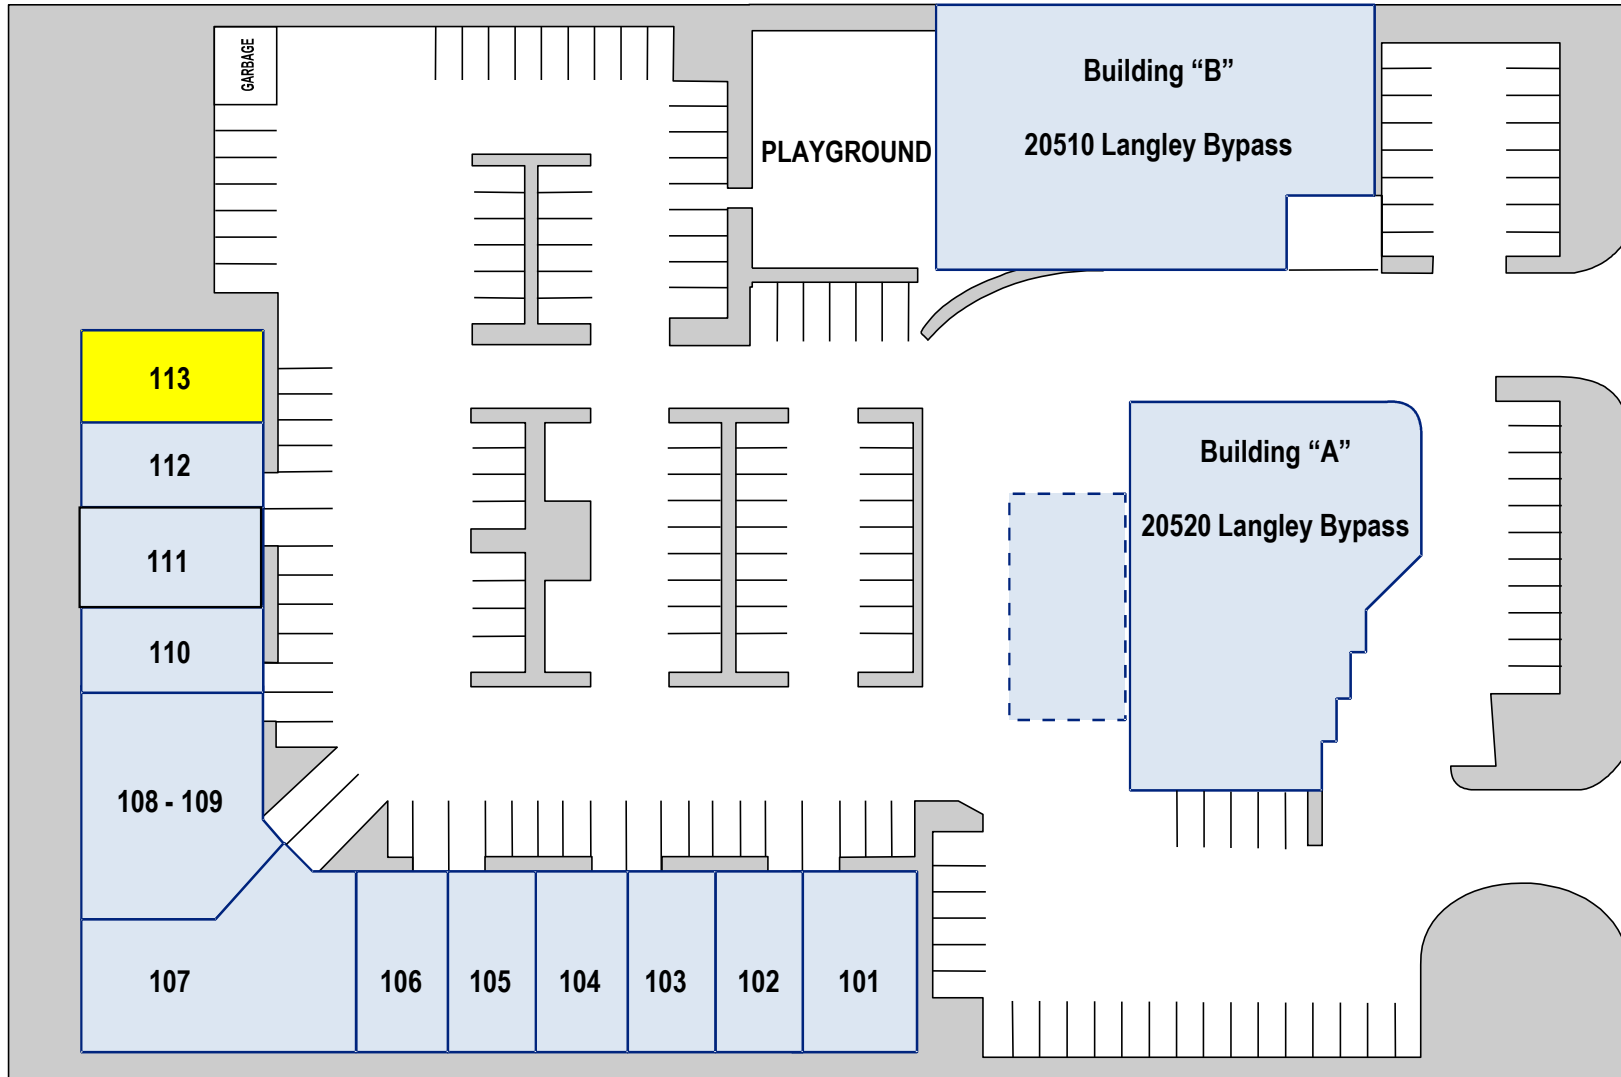 GARBAGE
Building “B”
20510 Langley Bypass
PLAYGROUND
113
112
111
110
108 - 109
107
106
105
104
103
102
101
Building “A”
20520 Langley Bypass